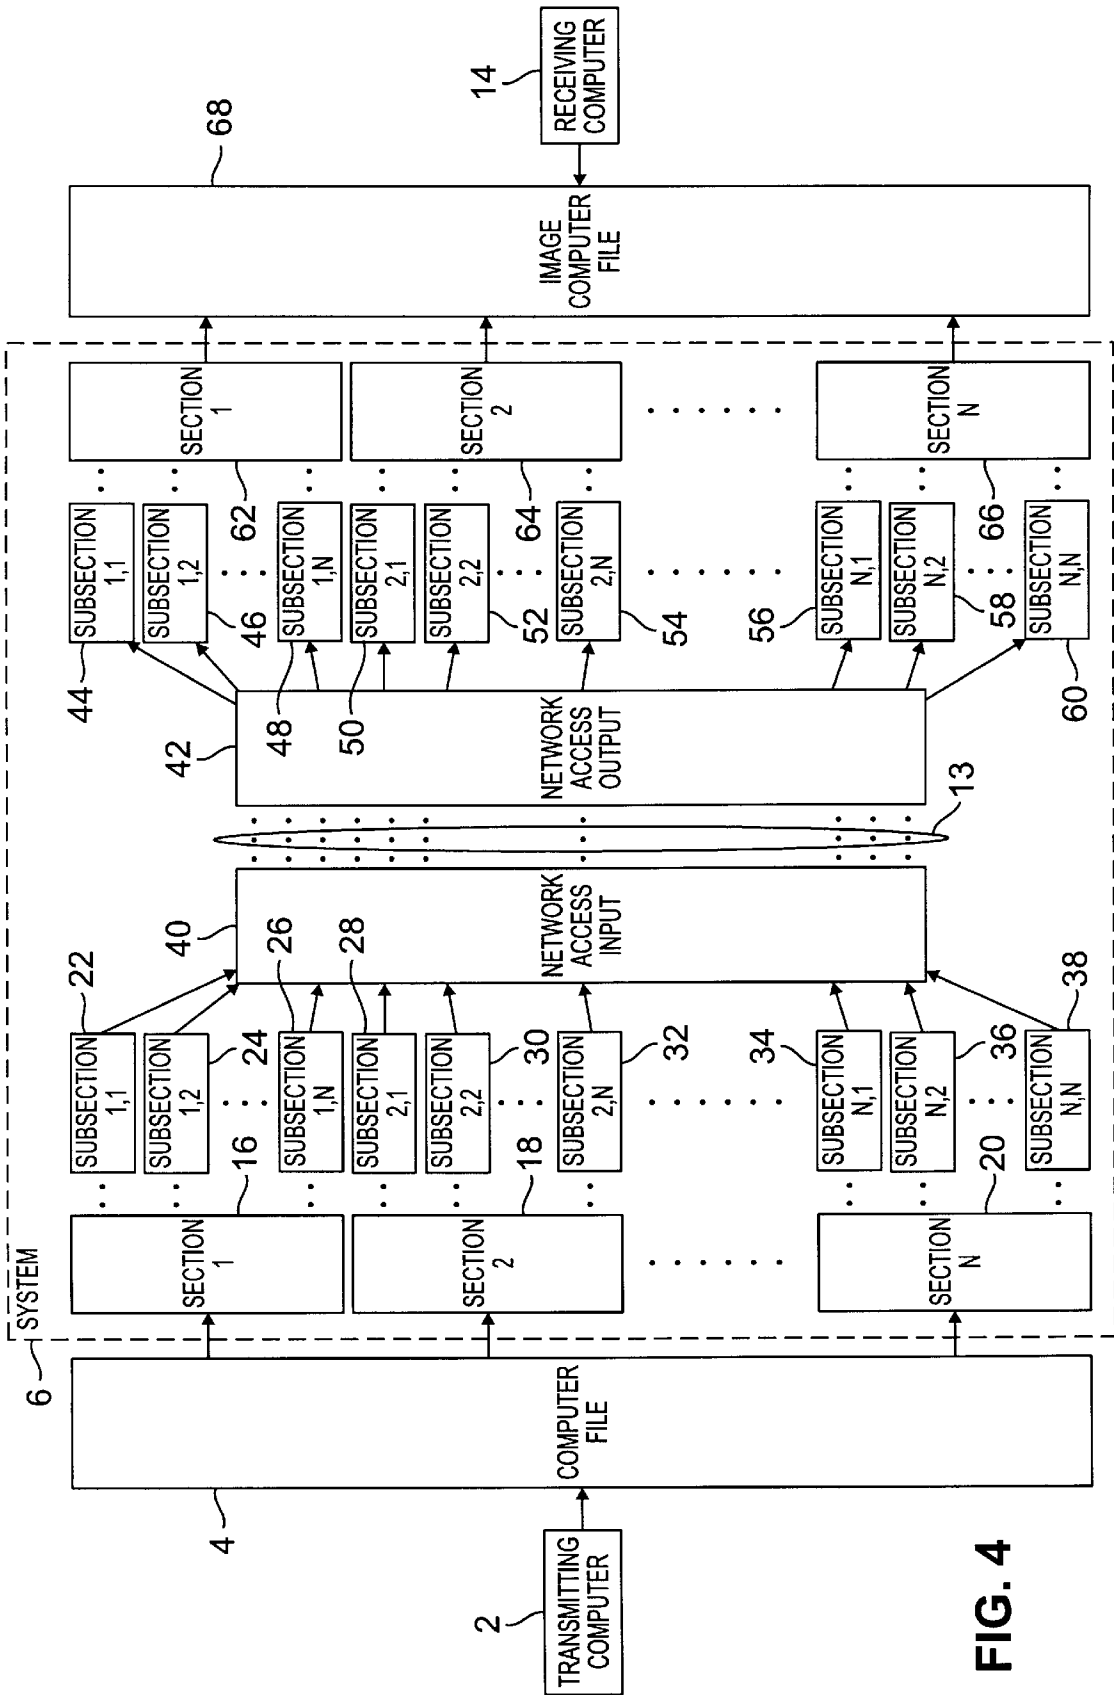 SYSTEM
6
TRANSMITTING
COMPUTER
2
COMPUTER
FILE
4
SECTION
1
16
SECTION
2
18
SECTION
N
20
SUBSECTION
1,1
22
SUBSECTION
1,2
24
SUBSECTION
1,N
26
SUBSECTION
2,1
28
SUBSECTION
2,2
30
SUBSECTION
2,N
32
SUBSECTION
N,1
34
SUBSECTION
N,2
36
SUBSECTION
N,N
38
NETWORK
ACCESS
INPUT
40
13
NETWORK
ACCESS
OUTPUT
42
SUBSECTION
1,1
44
SUBSECTION
1,2
46
SUBSECTION
1,N
48
SUBSECTION
2,1
50
SUBSECTION
2,2
52
SUBSECTION
2,N
54
SUBSECTION
N,1
56
SUBSECTION
N,2
58
SUBSECTION
N,N
60
SECTION
1
62
SECTION
2
64
SECTION
N
66
IMAGE
COMPUTER
FILE
68
RECEIVING
COMPUTER
14
FIG. 4